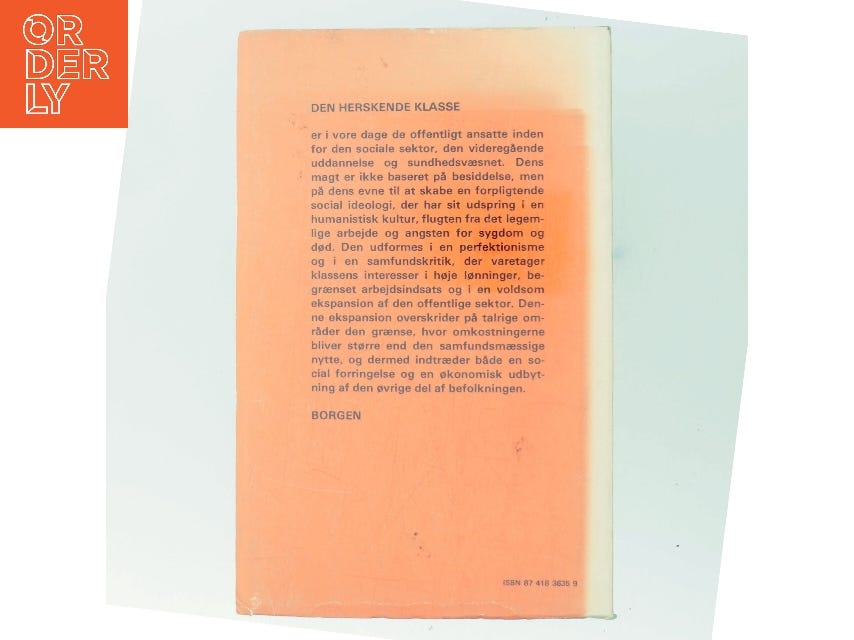 OR
DER
LY
DEN HERSKENDE KLASSE
er i vore dage de offentligt ansatte inden
for den sociale sektor, den videregående
uddannelse og sundhedsvæsnet. Dens
magt er ikke baseret på besiddelse, men
på dens evne til at skabe en forpligtende
social ideologi, der har sit udspring i en
humanistisk kultur, flugten fra det legem-
lige arbejde og angsten for sygdom og
død. Den udformes i en perfektionisme
og i en samfundskritik, der varetager
klassens interesser i høje lønninger, be-
grænset arbejdsindsats og i en voldsom
ekspansion af den offentlige sektor. Den-
ne ekspansion overskrider på talrige om-
råder den grænse, hvor omkostningerne
bliver større end den samfundsmæssige
nytte, og dermed indtræder både en so-
cial forringelse og en økonomisk udbyt-
ning af den øvrige del af befolkningen.
BORGEN
ISBN 87 418 3635 9